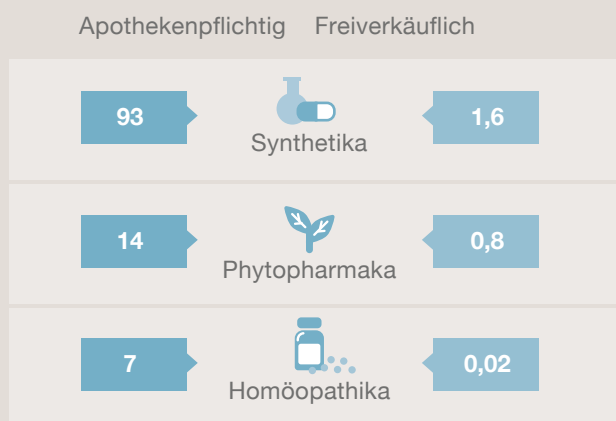 Apothekenpflichtig Freiverkäuflich
93 1,6
Synthetika
14 0,8
Phytopharmaka
7 0,02
Homöopathika